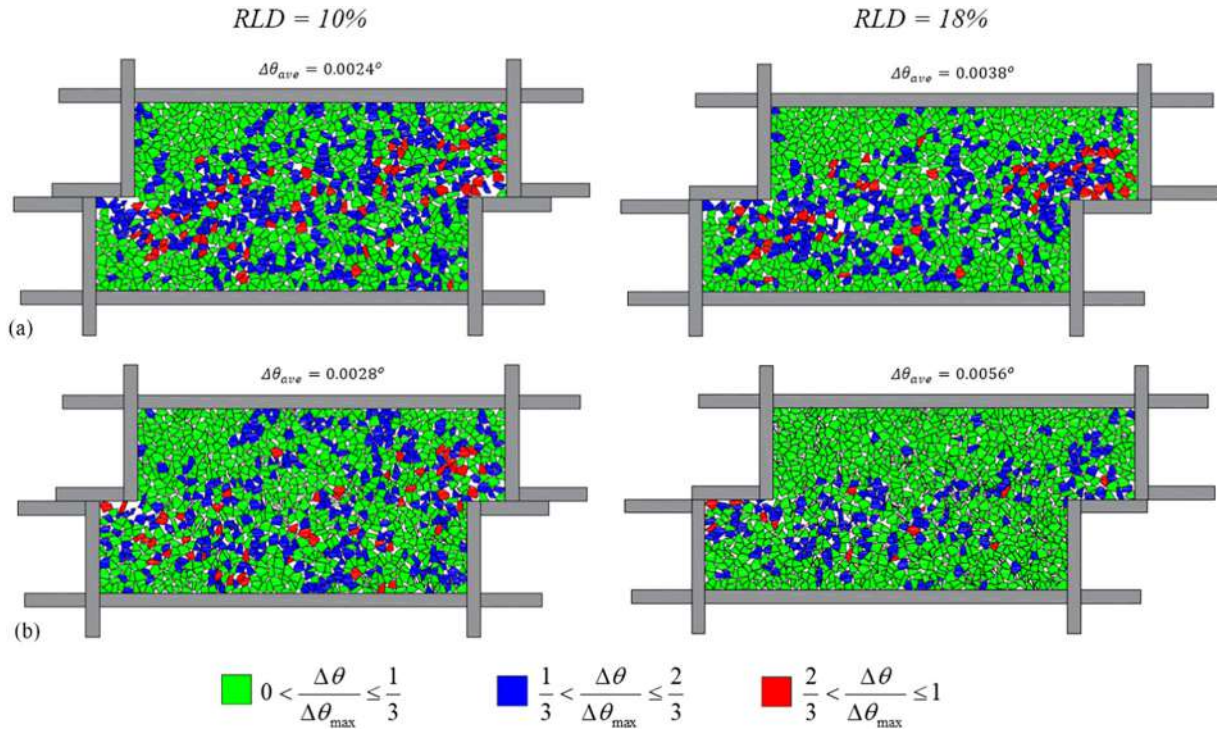 RLD = 10%
RLD = 18%
Δθ_ave = 0.0024°
Δθ_ave = 0.0038°
(a)
Δθ_ave = 0.0028°
Δθ_ave = 0.0056°
(b)
0 < Δθ/Δθ_max ≤ 1/3
1/3 < Δθ/Δθ_max ≤ 2/3
2/3 < Δθ/Δθ_max ≤ 1